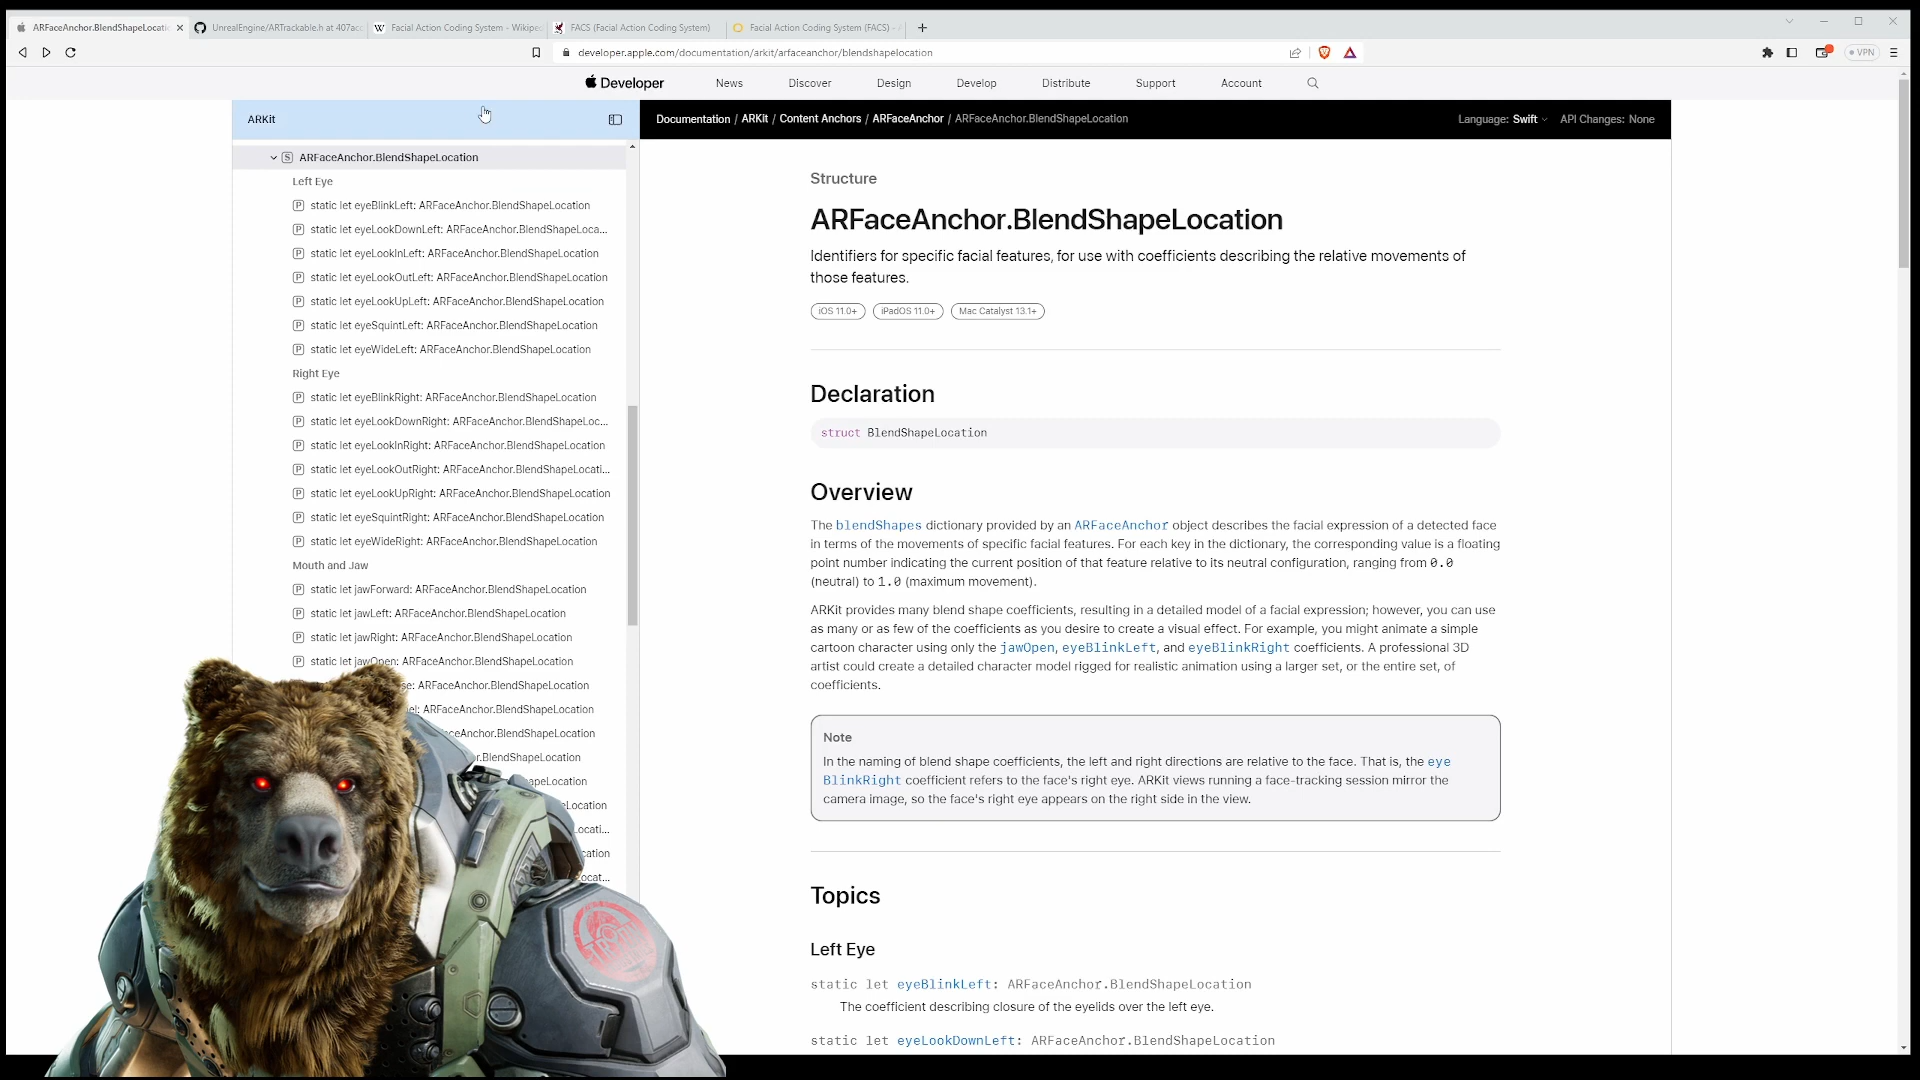 ARFaceAnchor.BlendShapeLocatio
UnrealEngine/ARTrackable.h at 407ac
Facial Action Coding System - Wikiped
FACS (Facial Action Coding System)
Facial Action Coding System (FACS) -
developer.apple.com/documentation/arkit/arfaceanchor/blendshapelocation
VPN
Developer
News
Discover
Design
Develop
Distribute
Support
Account
ARKit
Documentation / ARKit / Content Anchors / ARFaceAnchor / ARFaceAnchor.BlendShapeLocation
Language: Swift
API Changes: None
S ARFaceAnchor.BlendShapeLocation
Left Eye
P static let eyeBlinkLeft: ARFaceAnchor.BlendShapeLocation
P static let eyeLookDownLeft: ARFaceAnchor.BlendShapeLoca...
P static let eyeLookInLeft: ARFaceAnchor.BlendShapeLocation
P static let eyeLookOutLeft: ARFaceAnchor.BlendShapeLocation
P static let eyeLookUpLeft: ARFaceAnchor.BlendShapeLocation
P static let eyeSquintLeft: ARFaceAnchor.BlendShapeLocation
P static let eyeWideLeft: ARFaceAnchor.BlendShapeLocation
Right Eye
P static let eyeBlinkRight: ARFaceAnchor.BlendShapeLocation
P static let eyeLookDownRight: ARFaceAnchor.BlendShapeLoc...
P static let eyeLookInRight: ARFaceAnchor.BlendShapeLocation
P static let eyeLookOutRight: ARFaceAnchor.BlendShapeLocati...
P static let eyeLookUpRight: ARFaceAnchor.BlendShapeLocation
P static let eyeSquintRight: ARFaceAnchor.BlendShapeLocation
P static let eyeWideRight: ARFaceAnchor.BlendShapeLocation
Mouth and Jaw
P static let jawForward: ARFaceAnchor.BlendShapeLocation
P static let jawLeft: ARFaceAnchor.BlendShapeLocation
P static let jawRight: ARFaceAnchor.BlendShapeLocation
P static let jawOpen: ARFaceAnchor.BlendShapeLocation
se: ARFaceAnchor.BlendShapeLocation
el: ARFaceAnchor.BlendShapeLocation
ceAnchor.BlendShapeLocation
r.BlendShapeLocation
apeLocation
eLocation
ocati...
cation
ocat...
Structure
ARFaceAnchor.BlendShapeLocation
Identifiers for specific facial features, for use with coefficients describing the relative movements of
those features.
iOS 11.0+
iPadOS 11.0+
Mac Catalyst 13.1+
Declaration
struct BlendShapeLocation
Overview
The blendShapes dictionary provided by an ARFaceAnchor object describes the facial expression of a detected face
in terms of the movements of specific facial features. For each key in the dictionary, the corresponding value is a floating
point number indicating the current position of that feature relative to its neutral configuration, ranging from 0.0
(neutral) to 1.0 (maximum movement).
ARKit provides many blend shape coefficients, resulting in a detailed model of a facial expression; however, you can use
as many or as few of the coefficients as you desire to create a visual effect. For example, you might animate a simple
cartoon character using only the jawOpen, eyeBlinkLeft, and eyeBlinkRight coefficients. A professional 3D
artist could create a detailed character model rigged for realistic animation using a larger set, or the entire set, of
coefficients.
Note
In the naming of blend shape coefficients, the left and right directions are relative to the face. That is, the eye
BlinkRight coefficient refers to the face's right eye. ARKit views running a face-tracking session mirror the
camera image, so the face's right eye appears on the right side in the view.
Topics
Left Eye
static let eyeBlinkLeft: ARFaceAnchor.BlendShapeLocation
The coefficient describing closure of the eyelids over the left eye.
static let eyeLookDownLeft: ARFaceAnchor.BlendShapeLocation